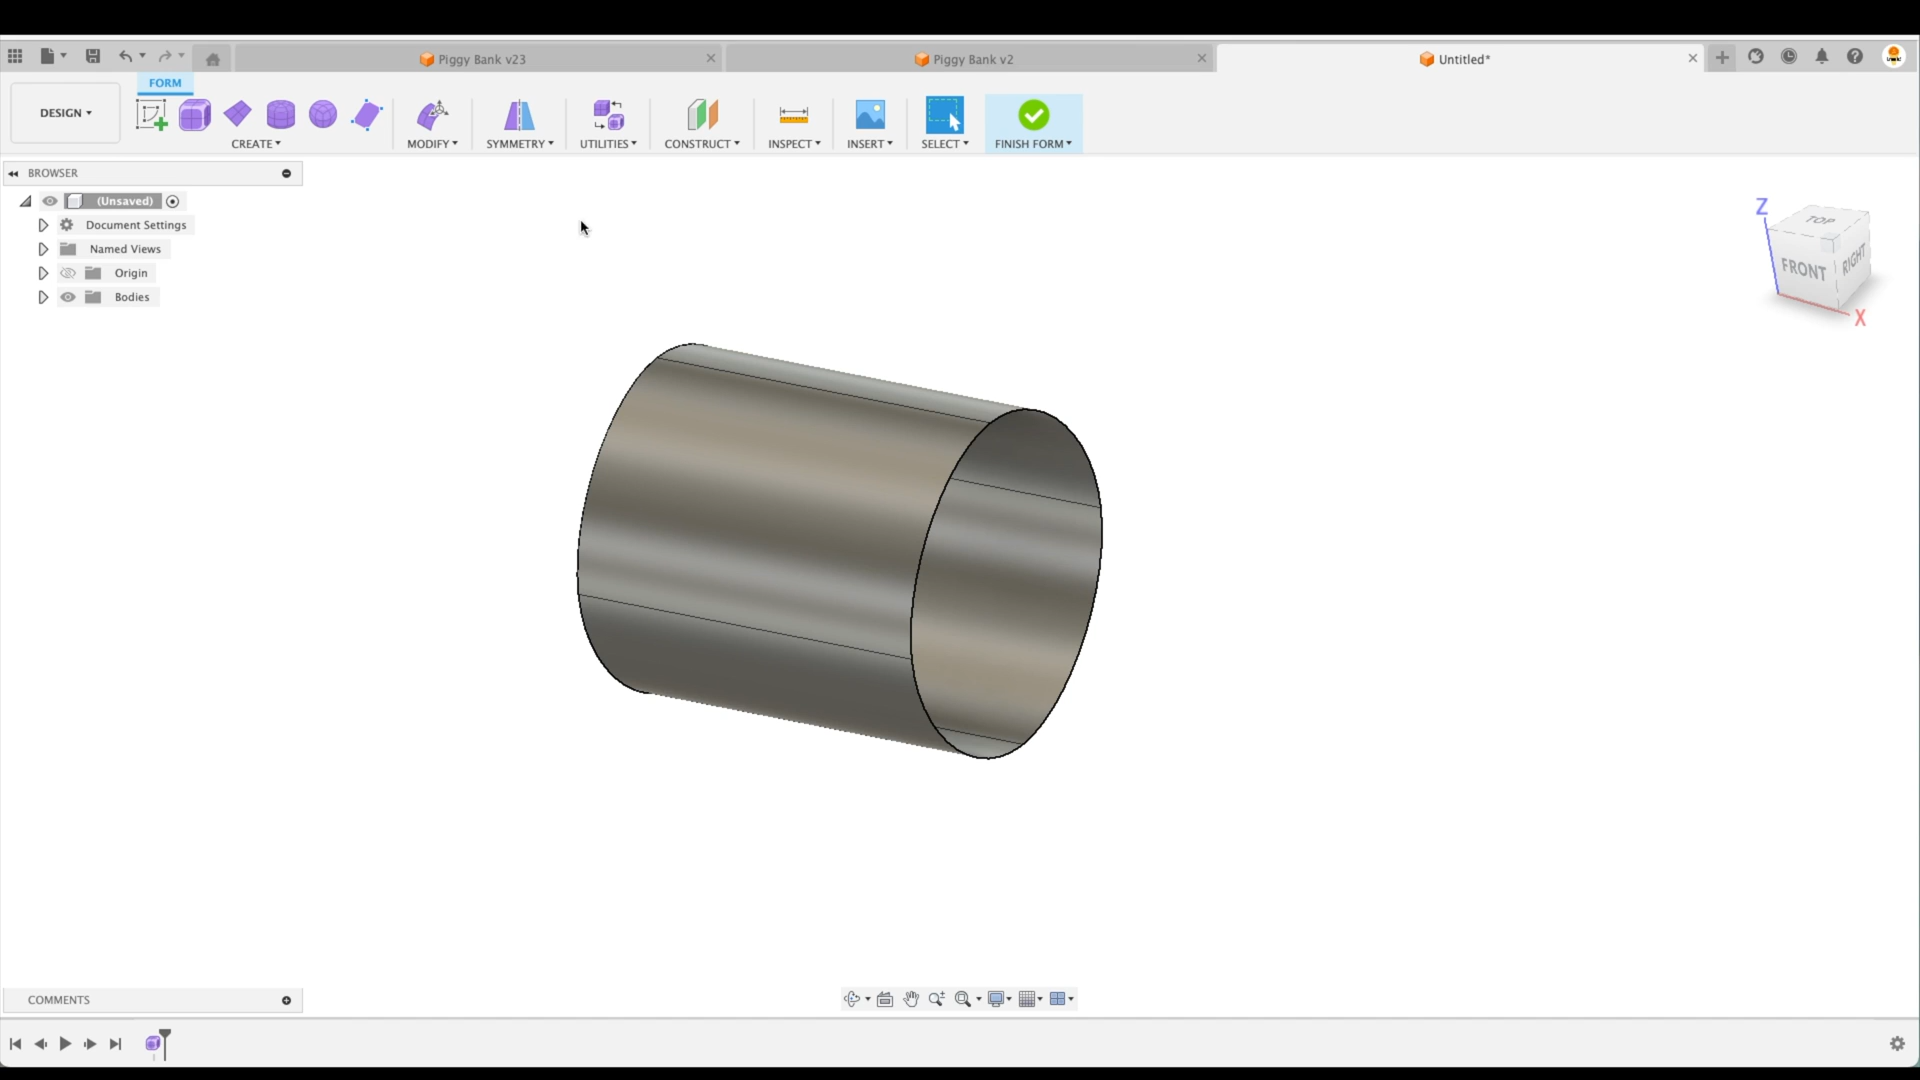 Piggy Bank v23
Piggy Bank v2
Untitled*
FORM
DESIGN
CREATE
MODIFY
SYMMETRY
UTILITIES
CONSTRUCT
INSPECT
INSERT
SELECT
FINISH FORM
BROWSER
(Unsaved)
Document Settings
Named Views
Origin
Bodies
Z
TOP
FRONT
RIGHT
X
COMMENTS